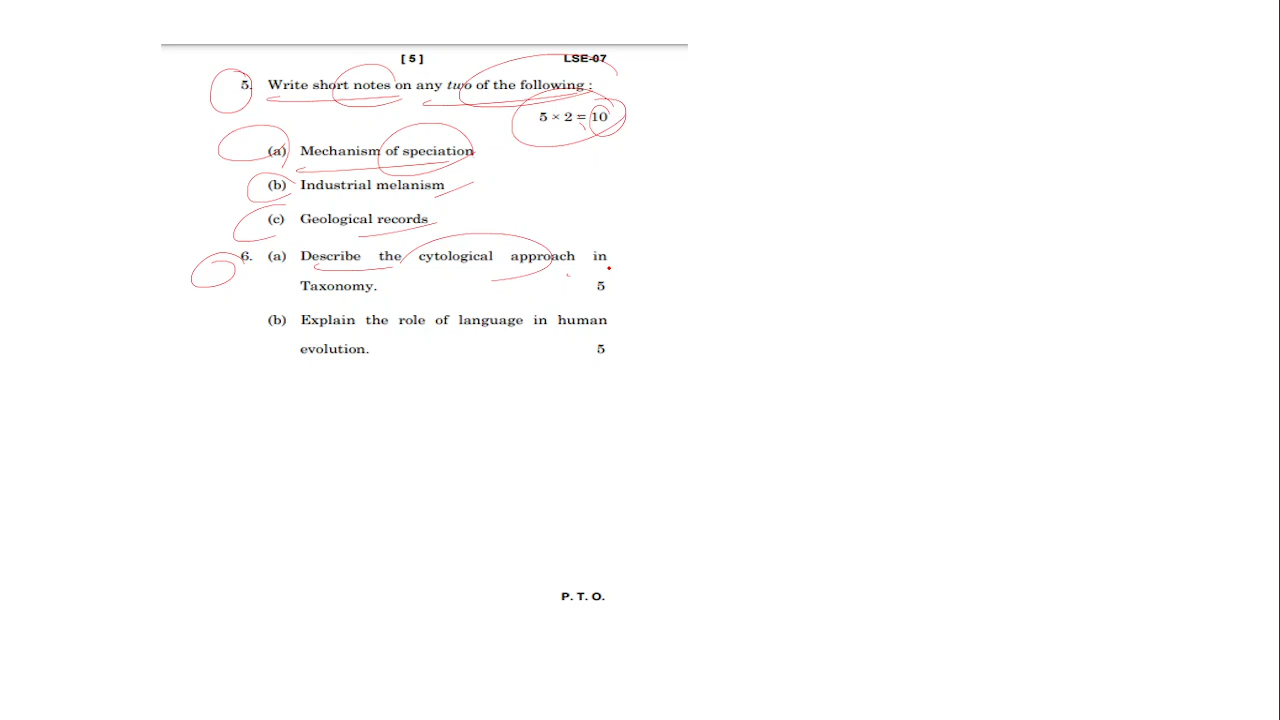 [ 5 ] LSE-07
5. Write short notes on any two of the following :
5 × 2 = 10
(a) Mechanism of speciation
(b) Industrial melanism
(c) Geological records
6. (a) Describe the cytological approach in
Taxonomy. 5
(b) Explain the role of language in human
evolution. 5
P. T. O.